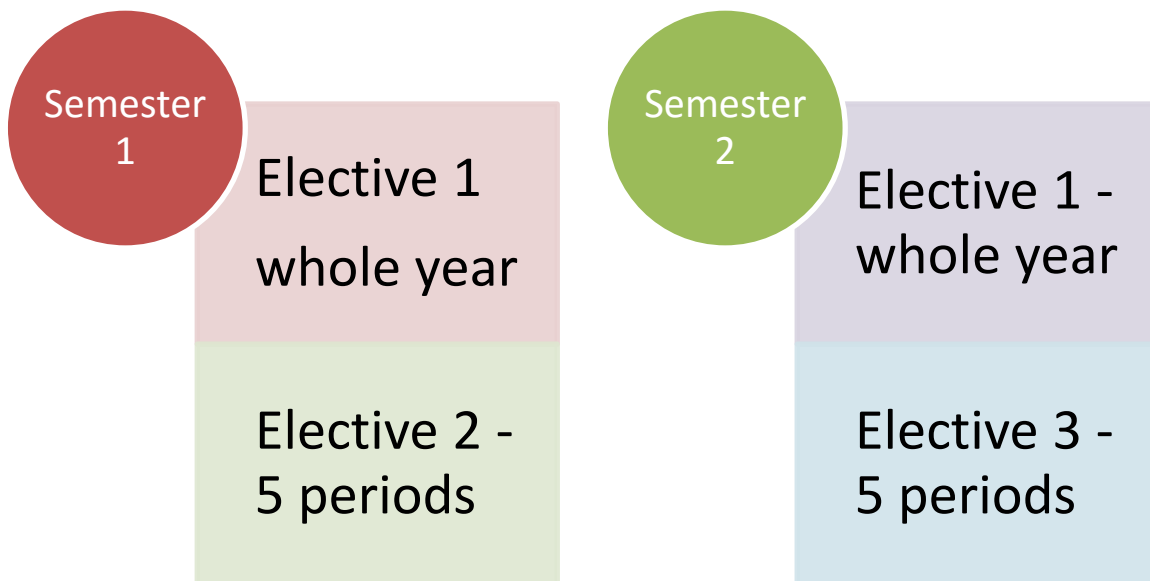 Semester
1
Elective 1
whole year
Elective 2 -
5 periods
Semester
2
Elective 1 -
whole year
Elective 3 -
5 periods